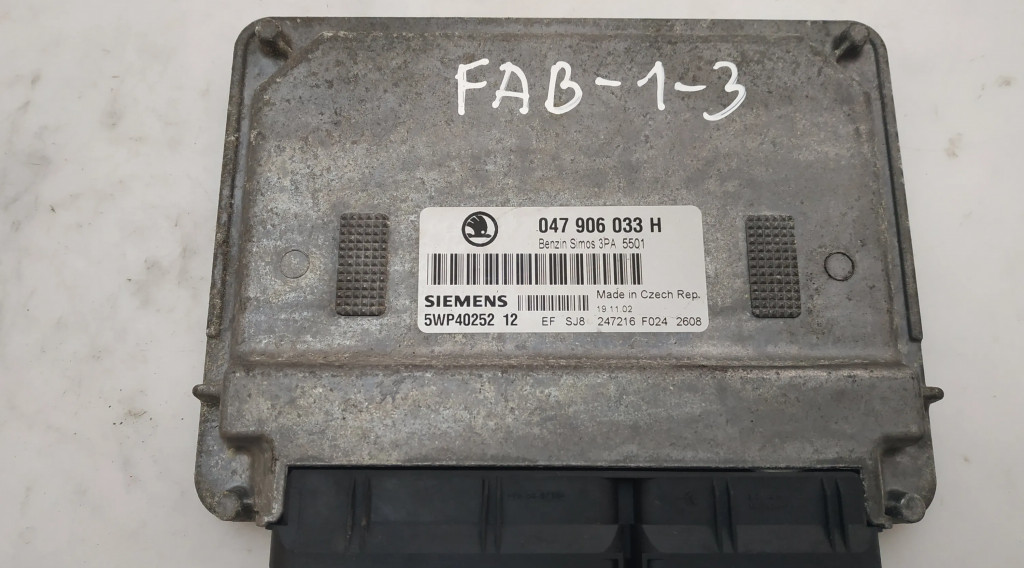 FAB-1-3
047 906 033 H
Benzin Simos 3PA 5501
SIEMENS
Made in Czech Rep.
19.11.02
5WP40252 12
EF SJ8 247216 F024 2608